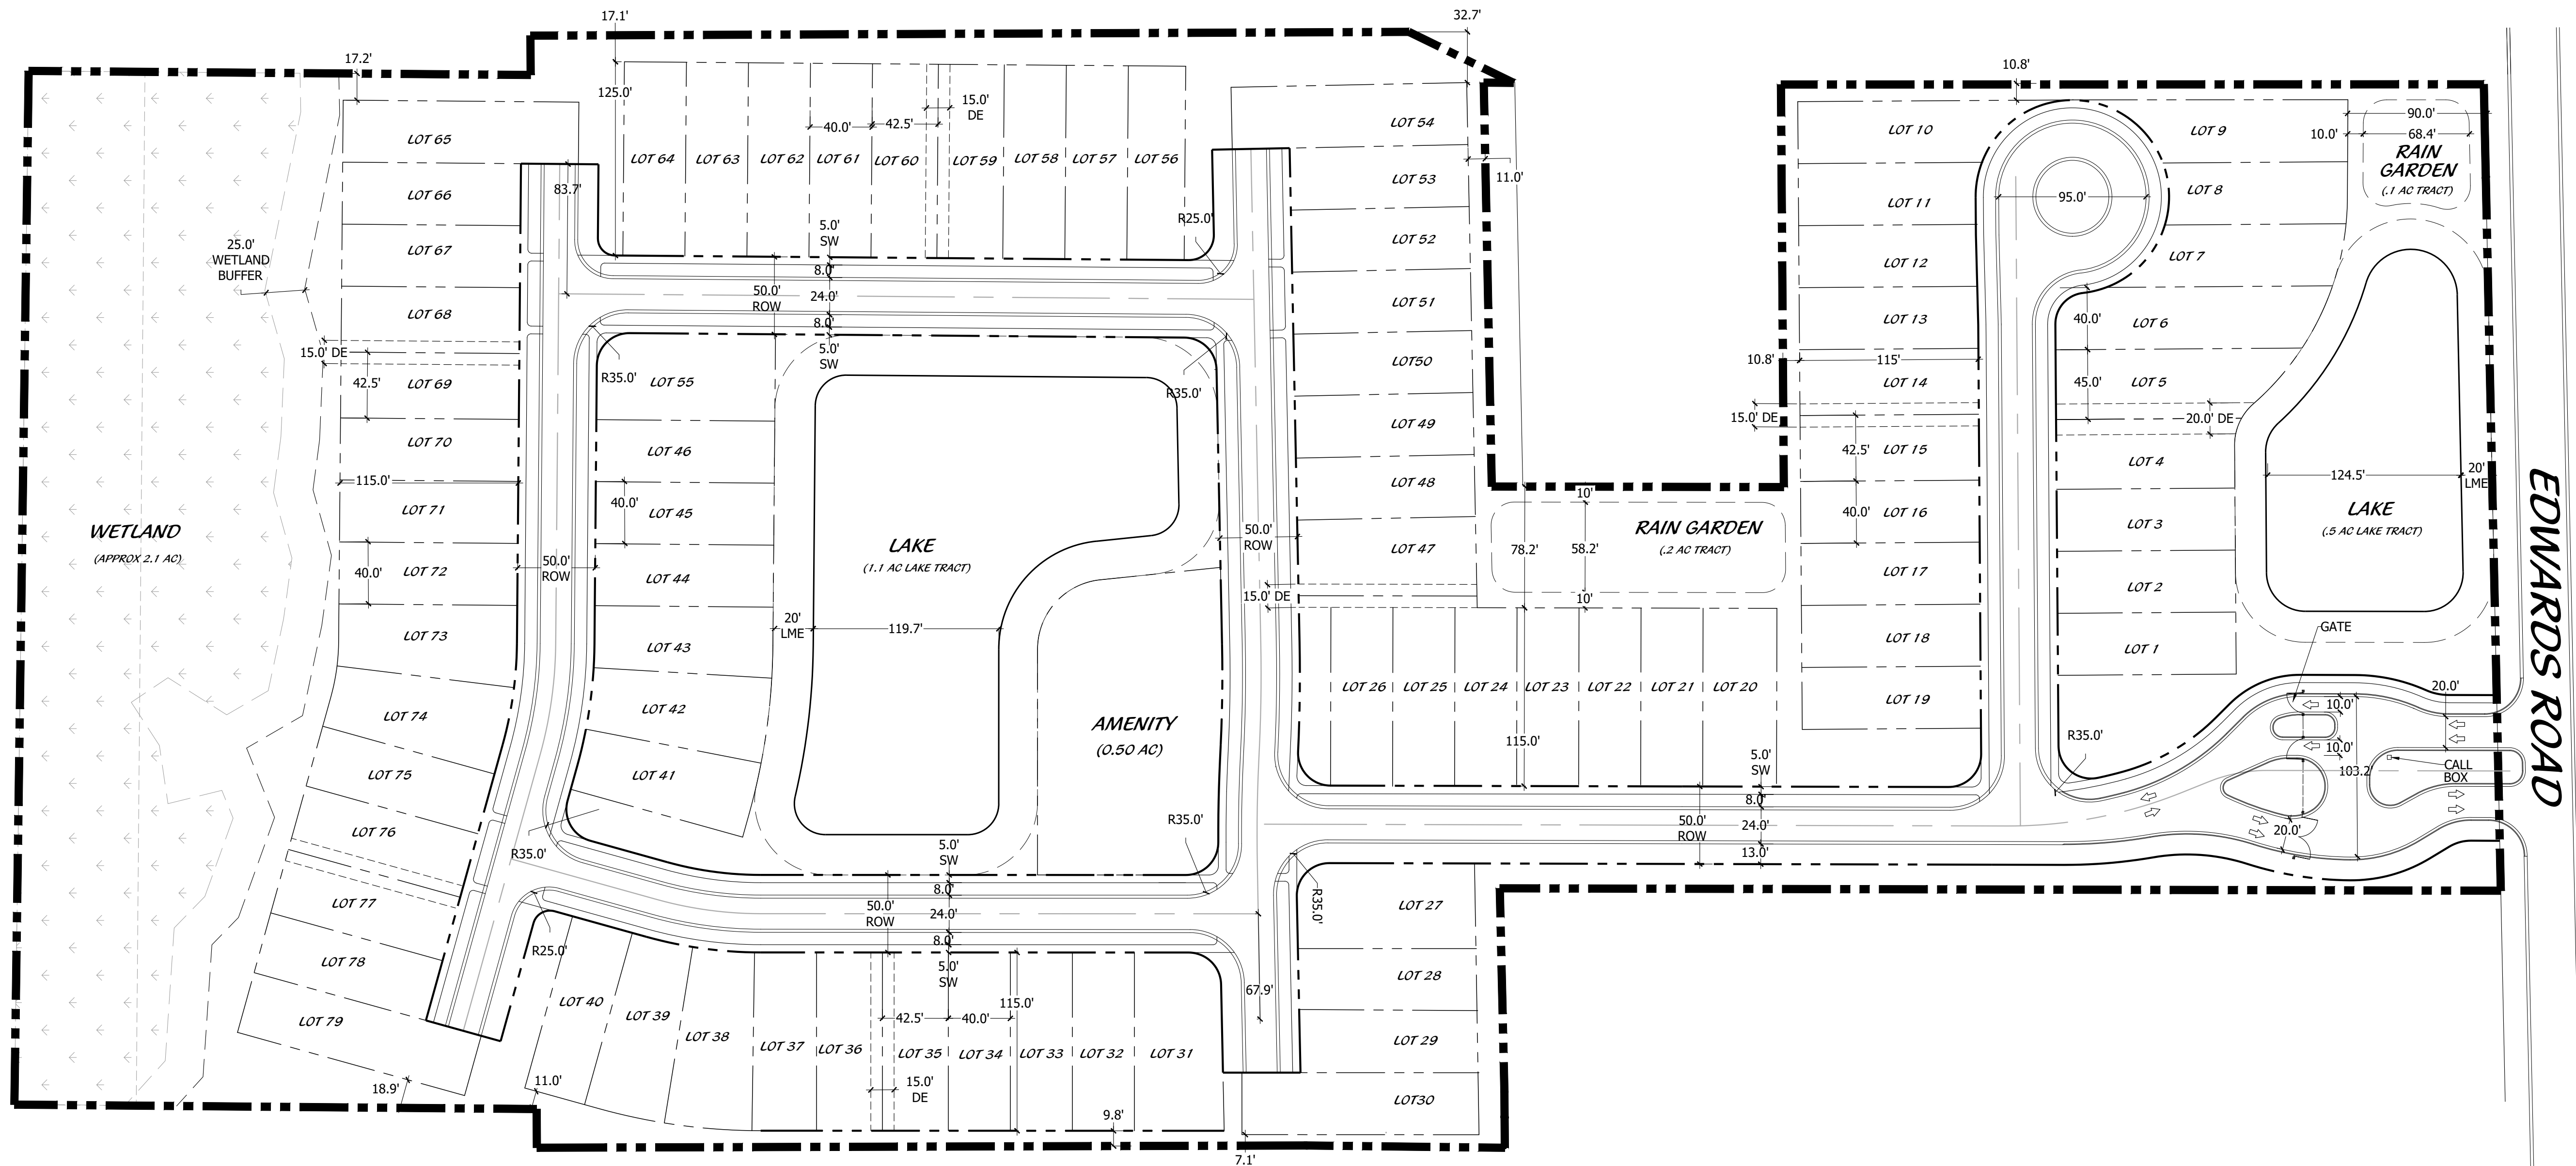 17.1'
32.7'
17.2'
10.8'
125.0'
15.0'
DE
40.0'
42.5'
LOT 54
LOT 10
LOT 9
90.0'
10.0'
68.4'
RAIN
GARDEN
(.1 AC TRACT)
LOT 65
LOT 64
LOT 63
LOT 62
LOT 61
LOT 60
LOT 59
LOT 58
LOT 57
LOT 56
LOT 53
11.0'
LOT 66
83.7'
R25.0'
LOT 11
95.0'
LOT 8
5.0'
SW
LOT 52
LOT 67
25.0'
WETLAND
BUFFER
8.0'
LOT 12
LOT 7
50.0'
ROW
24.0'
LOT 51
LOT 68
8.0'
LOT 13
40.0'
LOT 6
5.0'
SW
15.0' DE
LOT50
10.8'
115'
42.5'
LOT 69
R35.0'
LOT 55
R35.0'
LOT 14
45.0'
LOT 5
LOT 49
15.0' DE
20.0' DE
LOT 70
LOT 46
42.5'
LOT 15
LOT 4
115.0'
LOT 48
124.5'
20'
LME
10'
40.0'
LOT 45
LOT 71
40.0'
LOT 16
LOT 3
LAKE
(.5 AC LAKE TRACT)
WETLAND
(APPROX 2.1 AC)
LAKE
(1.1 AC LAKE TRACT)
50.0'
ROW
LOT 47
78.2'
58.2'
RAIN GARDEN
(.2 AC TRACT)
EDWARDS ROAD
50.0'
ROW
40.0'
LOT 72
LOT 44
LOT 17
LOT 2
15.0' DE
10'
LOT 73
LOT 43
20'
LME
119.7'
LOT 18
LOT 1
GATE
LOT 74
LOT 42
AMENITY
(0.50 AC)
LOT 26
LOT 25
LOT 24
LOT 23
LOT 22
LOT 21
LOT 20
LOT 19
20.0'
10.0'
115.0'
R35.0'
10.0'
LOT 75
LOT 41
5.0'
SW
103.2'
CALL
BOX
8.0'
LOT 76
R35.0'
R35.0'
50.0'
ROW
24.0'
20.0'
5.0'
SW
13.0'
8.0'
LOT 77
50.0'
ROW
24.0'
R35.0'
LOT 27
8.0'
R25.0'
LOT 78
5.0'
SW
67.9'
LOT 28
LOT 79
LOT 40
LOT 39
LOT 38
42.5'
40.0'
115.0'
LOT 37
LOT 36
LOT 35
LOT 34
LOT 33
LOT 32
LOT 31
LOT 29
18.9'
11.0'
15.0'
DE
9.8'
LOT30
7.1'